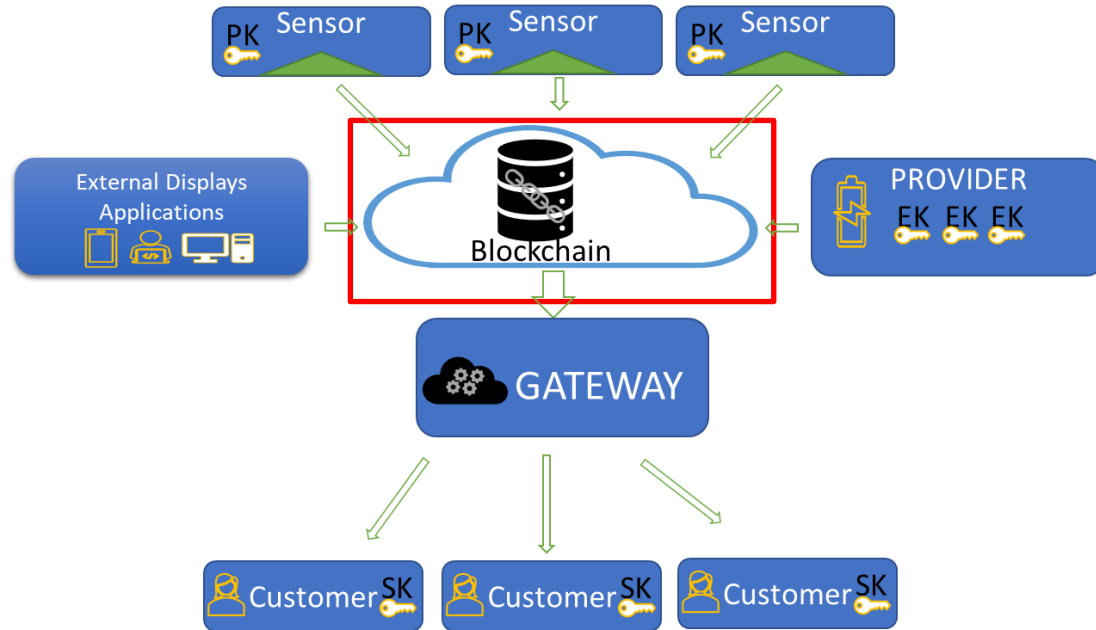 PK Sensor
PK Sensor
PK Sensor
External Displays
Applications
Blockchain
PROVIDER
EK EK EK
GATEWAY
Customer SK
Customer SK
Customer SK